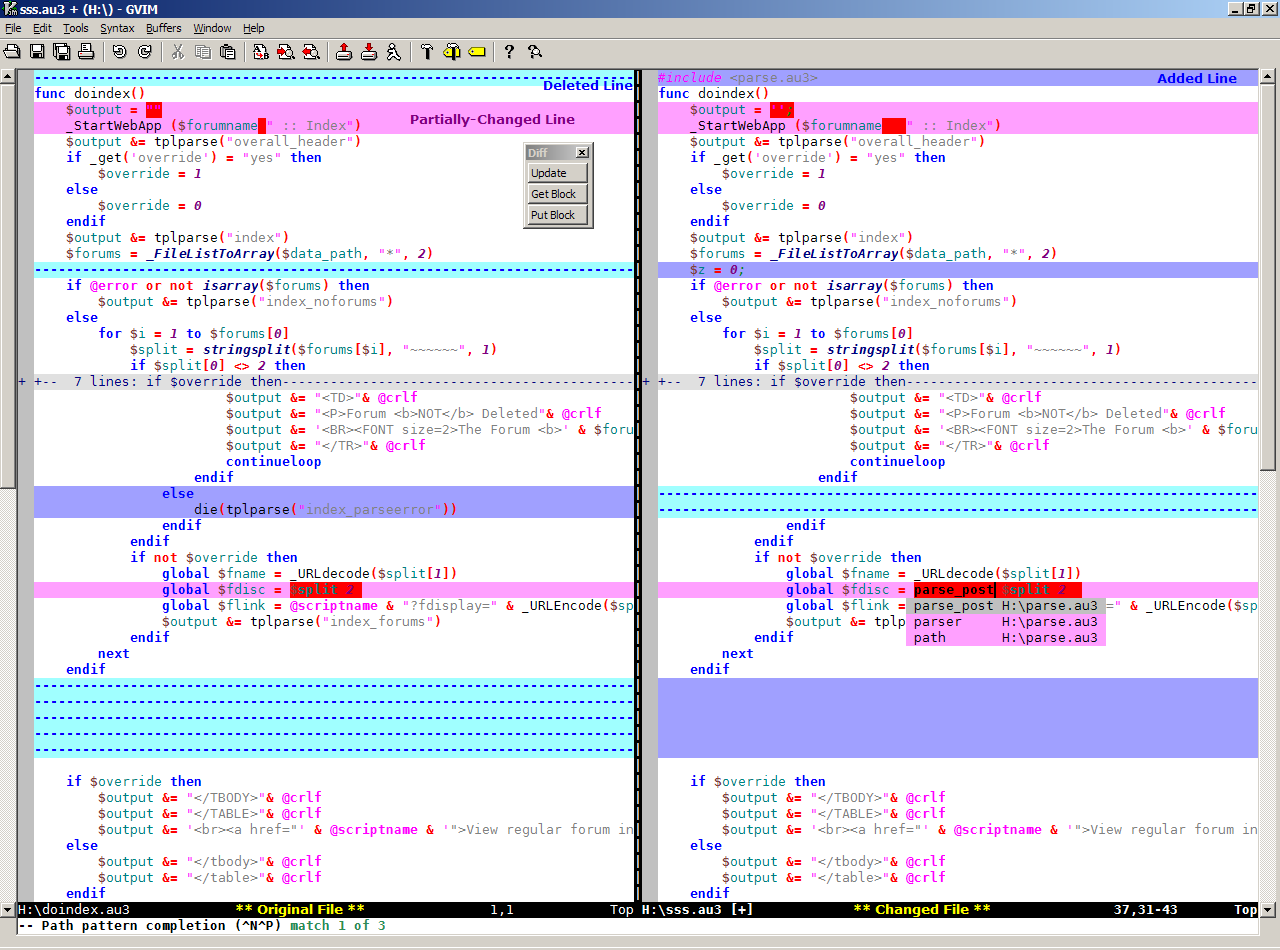 sss.au3 + (H:\) - GVIM
File Edit Tools Syntax Buffers Window Help
Deleted Line
func doindex()
    $output = ""
    _StartWebApp ($forumname " :: Index")
Partially-Changed Line
    $output &= tplparse("overall_header")
    if _get('override') = "yes" then
        $override = 1
    else
        $override = 0
    endif
    $output &= tplparse("index")
    $forums = _FileListToArray($data_path, "*", 2)
    if @error or not isarray($forums) then
        $output &= tplparse("index_noforums")
    else
        for $i = 1 to $forums[0]
            $split = stringsplit($forums[$i], "~~~~~~", 1)
            if $split[0] <> 2 then
+ +--  7 lines: if $override then---------------------------------------------
                        $output &= "<TD>"& @crlf
                        $output &= "<P>Forum <b>NOT</b> Deleted"& @crlf
                        $output &= '<BR><FONT size=2>The Forum <b>' & $foru
                        $output &= "</TR>"& @crlf
                        continueloop
                    endif
                else
                    die(tplparse("index_parseerror"))
                endif
            endif
            if not $override then
                global $fname = _URLdecode($split[1])
                global $fdisc = $split 2
                global $flink = @scriptname & "?fdisplay=" & _URLEncode($sp
                $output &= tplparse("index_forums")
            endif
        next
    endif
    if $override then
        $output &= "</TBODY>"& @crlf
        $output &= "</TABLE>"& @crlf
        $output &= '<br><a href="' & @scriptname & '">View regular forum in
    else
        $output &= "</tbody>"& @crlf
        $output &= "</table>"& @crlf
    endif
H:\doindex.au3 ** Original File ** 1,1 Top
Diff
Update
Get Block
Put Block
#include <parse.au3> Added Line
func doindex()
    $output = '';
    _StartWebApp ($forumname    " :: Index")
    $output &= tplparse("overall_header")
    if _get('override') = "yes" then
        $override = 1
    else
        $override = 0
    endif
    $output &= tplparse("index")
    $forums = _FileListToArray($data_path, "*", 2)
    $z = 0;
    if @error or not isarray($forums) then
        $output &= tplparse("index_noforums")
    else
        for $i = 1 to $forums[0]
            $split = stringsplit($forums[$i], "~~~~~~", 1)
            if $split[0] <> 2 then
+ +--  7 lines: if $override then---------------------------------------------
                        $output &= "<TD>"& @crlf
                        $output &= "<P>Forum <b>NOT</b> Deleted"& @crlf
                        $output &= '<BR><FONT size=2>The Forum <b>' & $foru
                        $output &= "</TR>"& @crlf
                        continueloop
                    endif
                endif
            endif
            if not $override then
                global $fname = _URLdecode($split[1])
                global $fdisc = parse_post $split 2
                global $flink = parse_post H:\parse.au3 =" & _URLEncode($sp
                $output &= tplp parser H:\parse.au3
            endif path H:\parse.au3
        next
    endif
    if $override then
        $output &= "</TBODY>"& @crlf
        $output &= "</TABLE>"& @crlf
        $output &= '<br><a href="' & @scriptname & '">View regular forum in
    else
        $output &= "</tbody>"& @crlf
        $output &= "</table>"& @crlf
    endif
H:\sss.au3 [+] ** Changed File ** 37,31-43 Top
-- Path pattern completion (^N^P) match 1 of 3